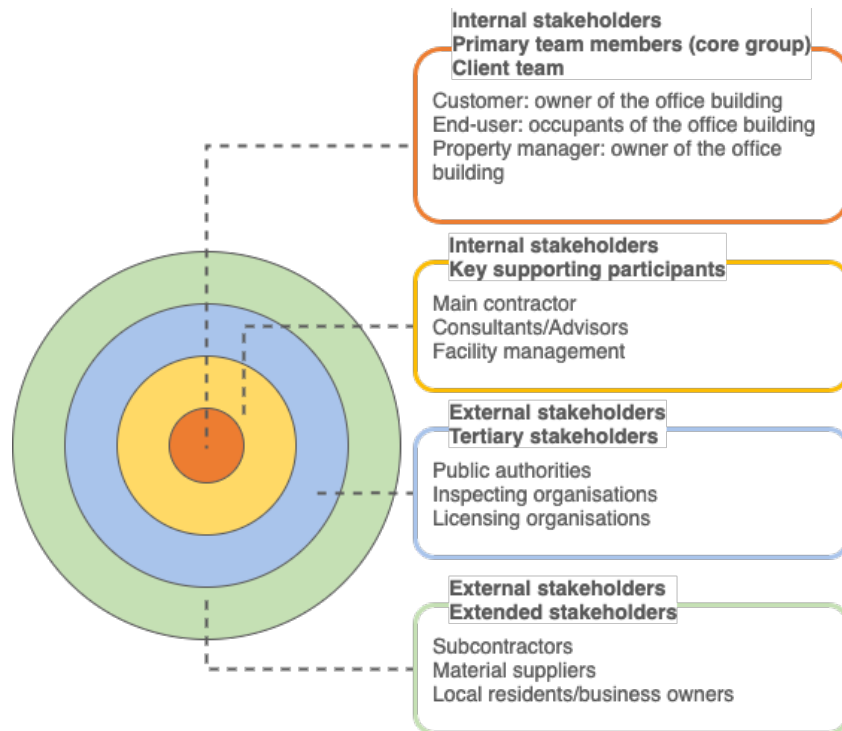 Internal stakeholders
Primary team members (core group)
Client team
Customer: owner of the office building
End-user: occupants of the office building
Property manager: owner of the office
building
Internal stakeholders
Key supporting participants
Main contractor
Consultants/Advisors
Facility management
External stakeholders
Tertiary stakeholders
Public authorities
Inspecting organisations
Licensing organisations
External stakeholders
Extended stakeholders
Subcontractors
Material suppliers
Local residents/business owners